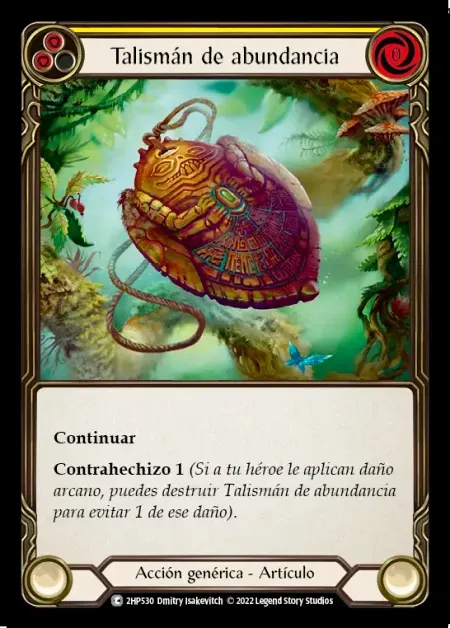 Talismán de abundancia
0
Continuar
Contrahechizo 1 (Si a tu héroe le aplican daño
arcano, puedes destruir Talismán de abundancia
para evitar 1 de ese daño).
Acción genérica - Artículo
C 2HP530 Dmitry Isakevitch © 2022 Legend Story Studios